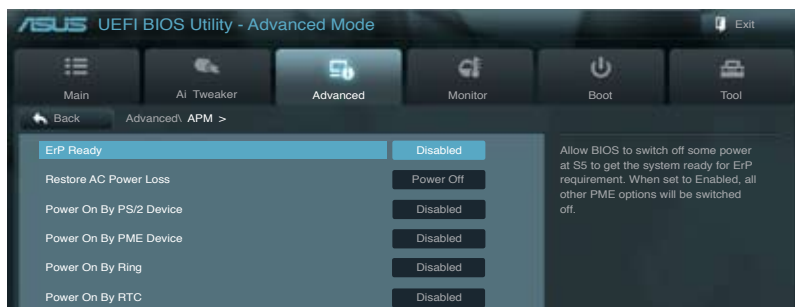 ASUS UEFI BIOS Utility - Advanced Mode
Exit
Main
Ai Tweaker
Advanced
Monitor
Boot
Tool
Back
Advanced\ APM >
ErP Ready Disabled
Restore AC Power Loss Power Off
Power On By PS/2 Device Disabled
Power On By PME Device Disabled
Power On By Ring Disabled
Power On By RTC Disabled
Allow BIOS to switch off some power
at S5 to get the system ready for ErP
requirement. When set to Enabled, all
other PME options will be switched
off.